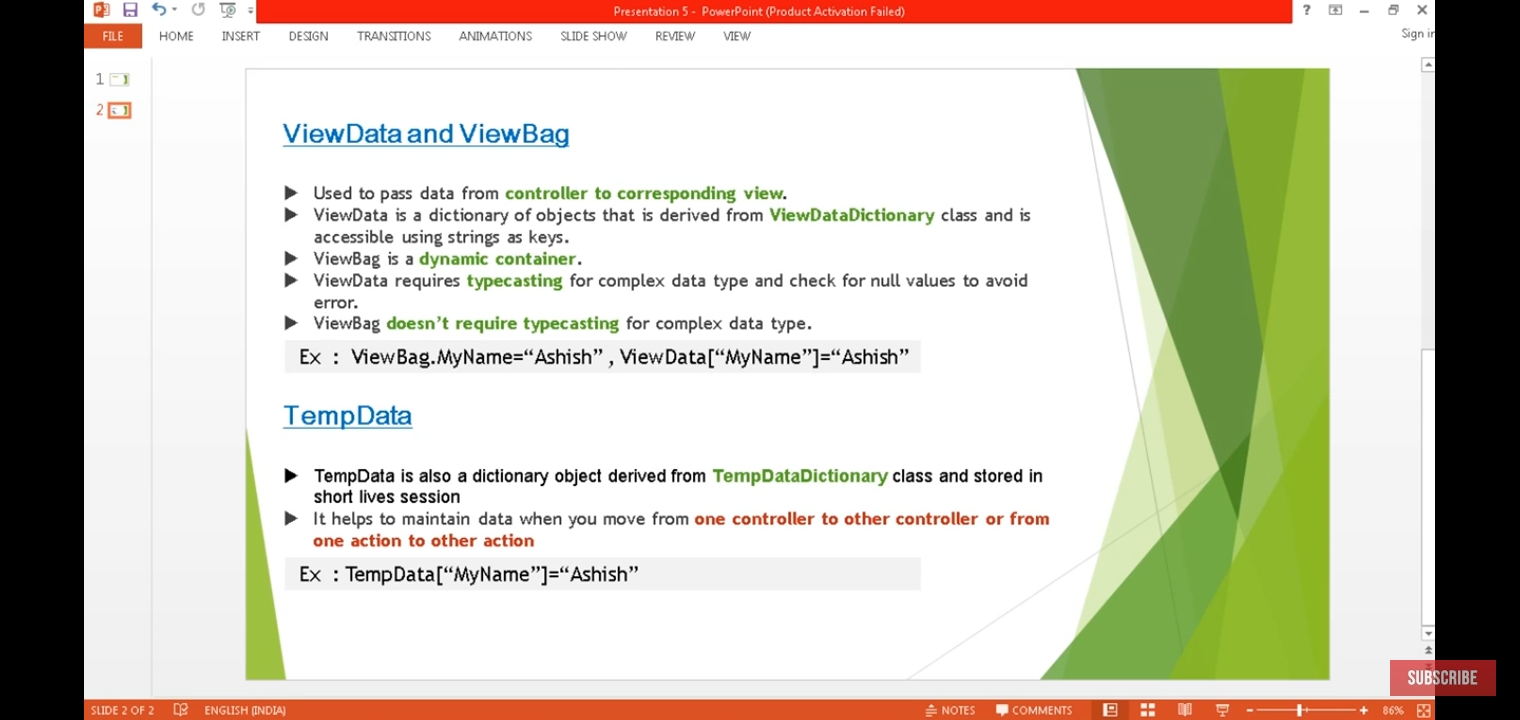 Presentation 5 - PowerPoint (Product Activation Failed)
?
FILE HOME INSERT DESIGN TRANSITIONS ANIMATIONS SLIDE SHOW REVIEW VIEW
Sign in
1
2
ViewData and ViewBag
Used to pass data from controller to corresponding view.
ViewData is a dictionary of objects that is derived from ViewDataDictionary class and is
accessible using strings as keys.
ViewBag is a dynamic container.
ViewData requires typecasting for complex data type and check for null values to avoid
error.
ViewBag doesn't require typecasting for complex data type.
Ex : ViewBag.MyName=“Ashish” , ViewData[“MyName”]=“Ashish”
TempData
TempData is also a dictionary object derived from TempDataDictionary class and stored in
short lives session
It helps to maintain data when you move from one controller to other controller or from
one action to other action
Ex : TempData[“MyName”]=“Ashish”
SUBSCRIBE
SLIDE 2 OF 2 ENGLISH (INDIA) NOTES COMMENTS 86%